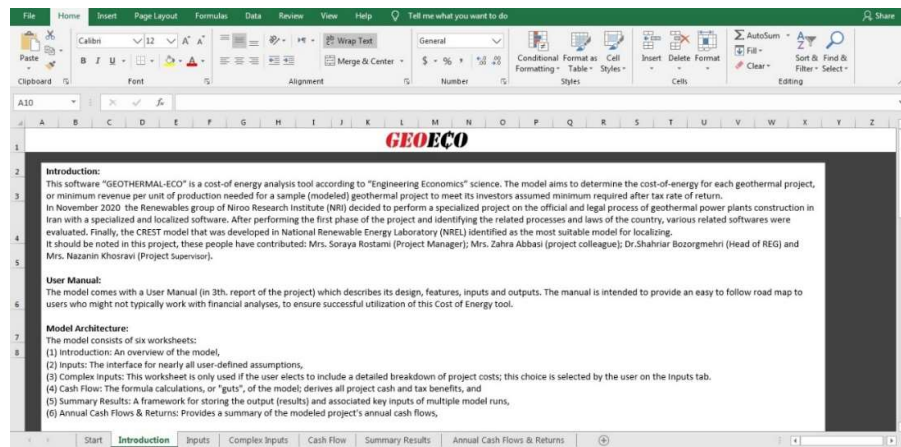 File Home Insert Page Layout Formulas Data Review View Help Tell me what you want to do Share
Calibri 12 A A Wrap Text General AutoSum
Fill
Paste B I U A Merge & Center $ % , Conditional Format as Cell Insert Delete Format Sort & Find &
Formatting Table Styles Clear Filter Select
Clipboard Font Alignment Number Styles Cells Editing
A10 fx
A B C D E F G H I J K L M N O P Q R S T U V W X Y Z
1 GEOECO
2 Introduction:
This software "GEOTHERMAL-ECO" is a cost-of energy analysis tool according to "Engineering Economics" science. The model aims to determine the cost-of-energy for each geothermal project,
3 or minimum revenue per unit of production needed for a sample (modeled) geothermal project to meet its investors assumed minimum required after tax rate of return.
In November 2020 the Renewables group of Niroo Research Institute (NRI) decided to perform a specialized project on the official and legal process of geothermal power plants construction in
Iran with a specialized and localized software. After performing the first phase of the project and identifying the related processes and laws of the country, various related softwares were
4 evaluated. Finally, the CREST model that was developed in National Renewable Energy Laboratory (NREL) identified as the most suitable model for localizing.
It should be noted in this project, these people have contributed: Mrs. Soraya Rostami (Project Manager); Mrs. Zahra Abbasi (project colleague); Dr.Shahriar Bozorgmehri (Head of REG) and
5 Mrs. Nazanin Khosravi (Project Supervisor).
User Manual:
The model comes with a User Manual (in 3th. report of the project) which describes its design, features, inputs and outputs. The manual is intended to provide an easy to follow road map to
6 users who might not typically work with financial analyses, to ensure successful utilization of this Cost of Energy tool.
Model Architecture:
7 The model consists of six worksheets:
8 (1) Introduction: An overview of the model,
(2) Inputs: The interface for nearly all user-defined assumptions,
(3) Complex Inputs: This worksheet is only used if the user elects to include a detailed breakdown of project costs; this choice is selected by the user on the Inputs tab.
(4) Cash Flow: The formula calculations, or "guts", of the model; derives all project cash and tax benefits, and
(5) Summary Results: A framework for storing the output (results) and associated key inputs of multiple model runs,
(6) Annual Cash Flows & Returns: Provides a summary of the modeled project's annual cash flows,
Start Introduction Inputs Complex Inputs Cash Flow Summary Results Annual Cash Flows & Returns